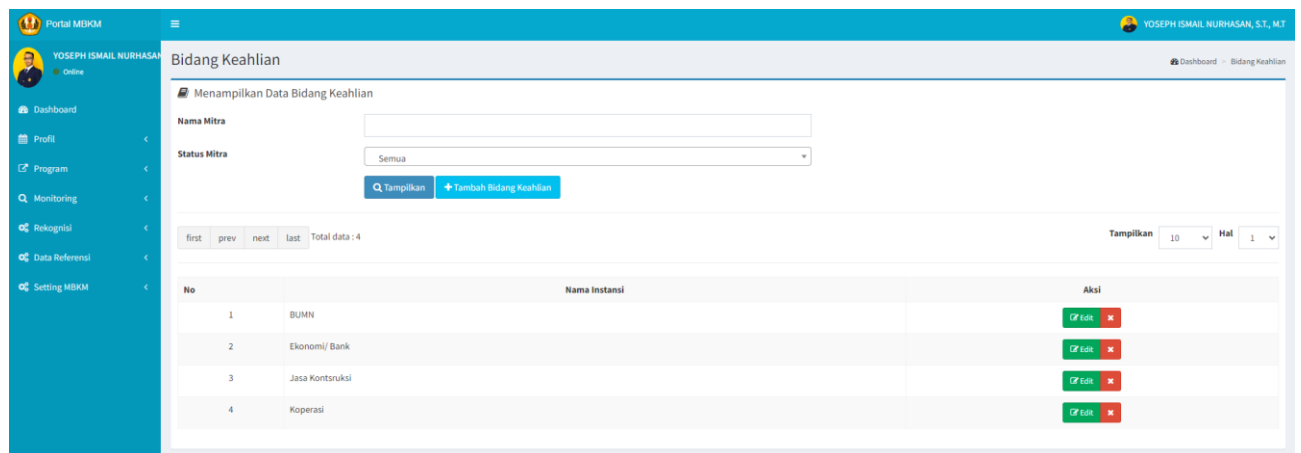 Portal MBKM
YOSEPH ISMAIL NURHASAN, S.T., M.T
YOSEPH ISMAIL NURHASAN
Online
Dashboard
Profil
Program
Monitoring
Rekognisi
Data Referensi
Setting MBKM
Bidang Keahlian
Dashboard > Bidang Keahlian
Menampilkan Data Bidang Keahlian
Nama Mitra
Status Mitra Semua
Tampilkan +Tambah Bidang Keahlian
first prev next last Total data : 4 Tampilkan 10 Hal 1
No Nama Instansi Aksi
1 BUMN Edit
2 Ekonomi/ Bank Edit
3 Jasa Kontsruksi Edit
4 Koperasi Edit